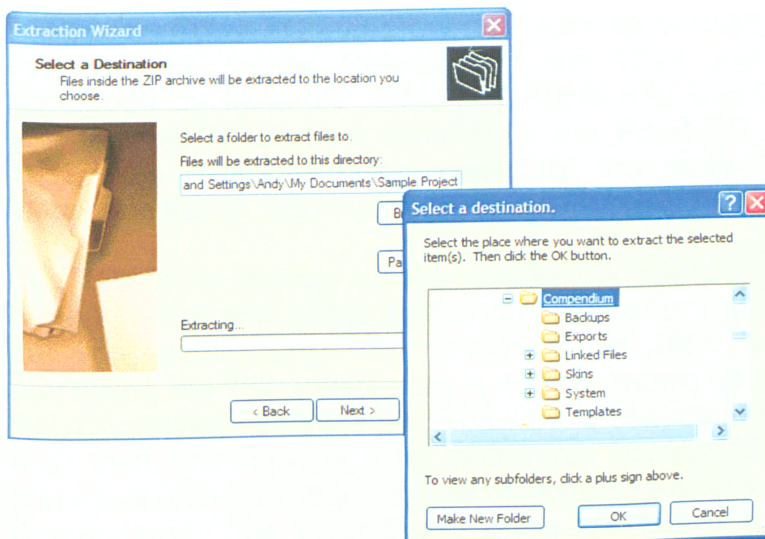 Extraction Wizard
Select a Destination
Files inside the ZIP archive will be extracted to the location you
choose.
Select a folder to extract files to.
Files will be extracted to this directory:
and Settings\Andy\My Documents\Sample Project
Extracting...
< Back
Next >
Select a destination.
Select the place where you want to extract the selected
item(s). Then click the OK button.
Compendium
Backups
Exports
Linked Files
Skins
System
Templates
To view any subfolders, click a plus sign above.
Make New Folder
OK
Cancel